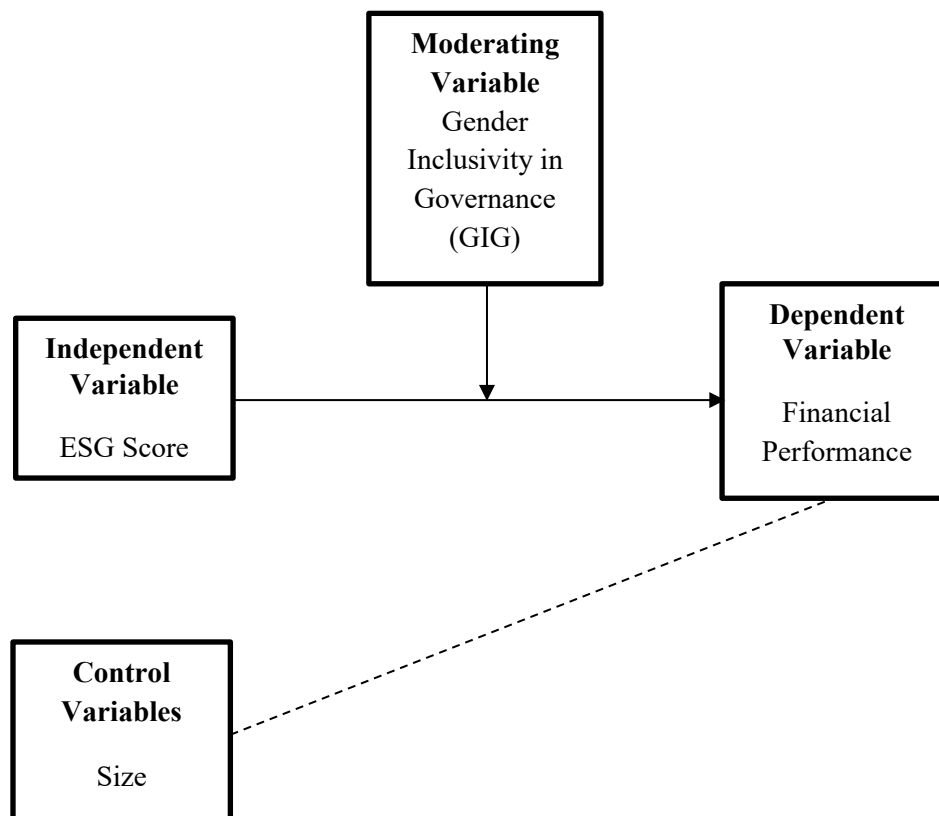 Moderating
Variable
Gender
Inclusivity in
Governance
(GIG)
Independent
Variable
ESG Score
Dependent
Variable
Financial
Performance
Control
Variables
Size